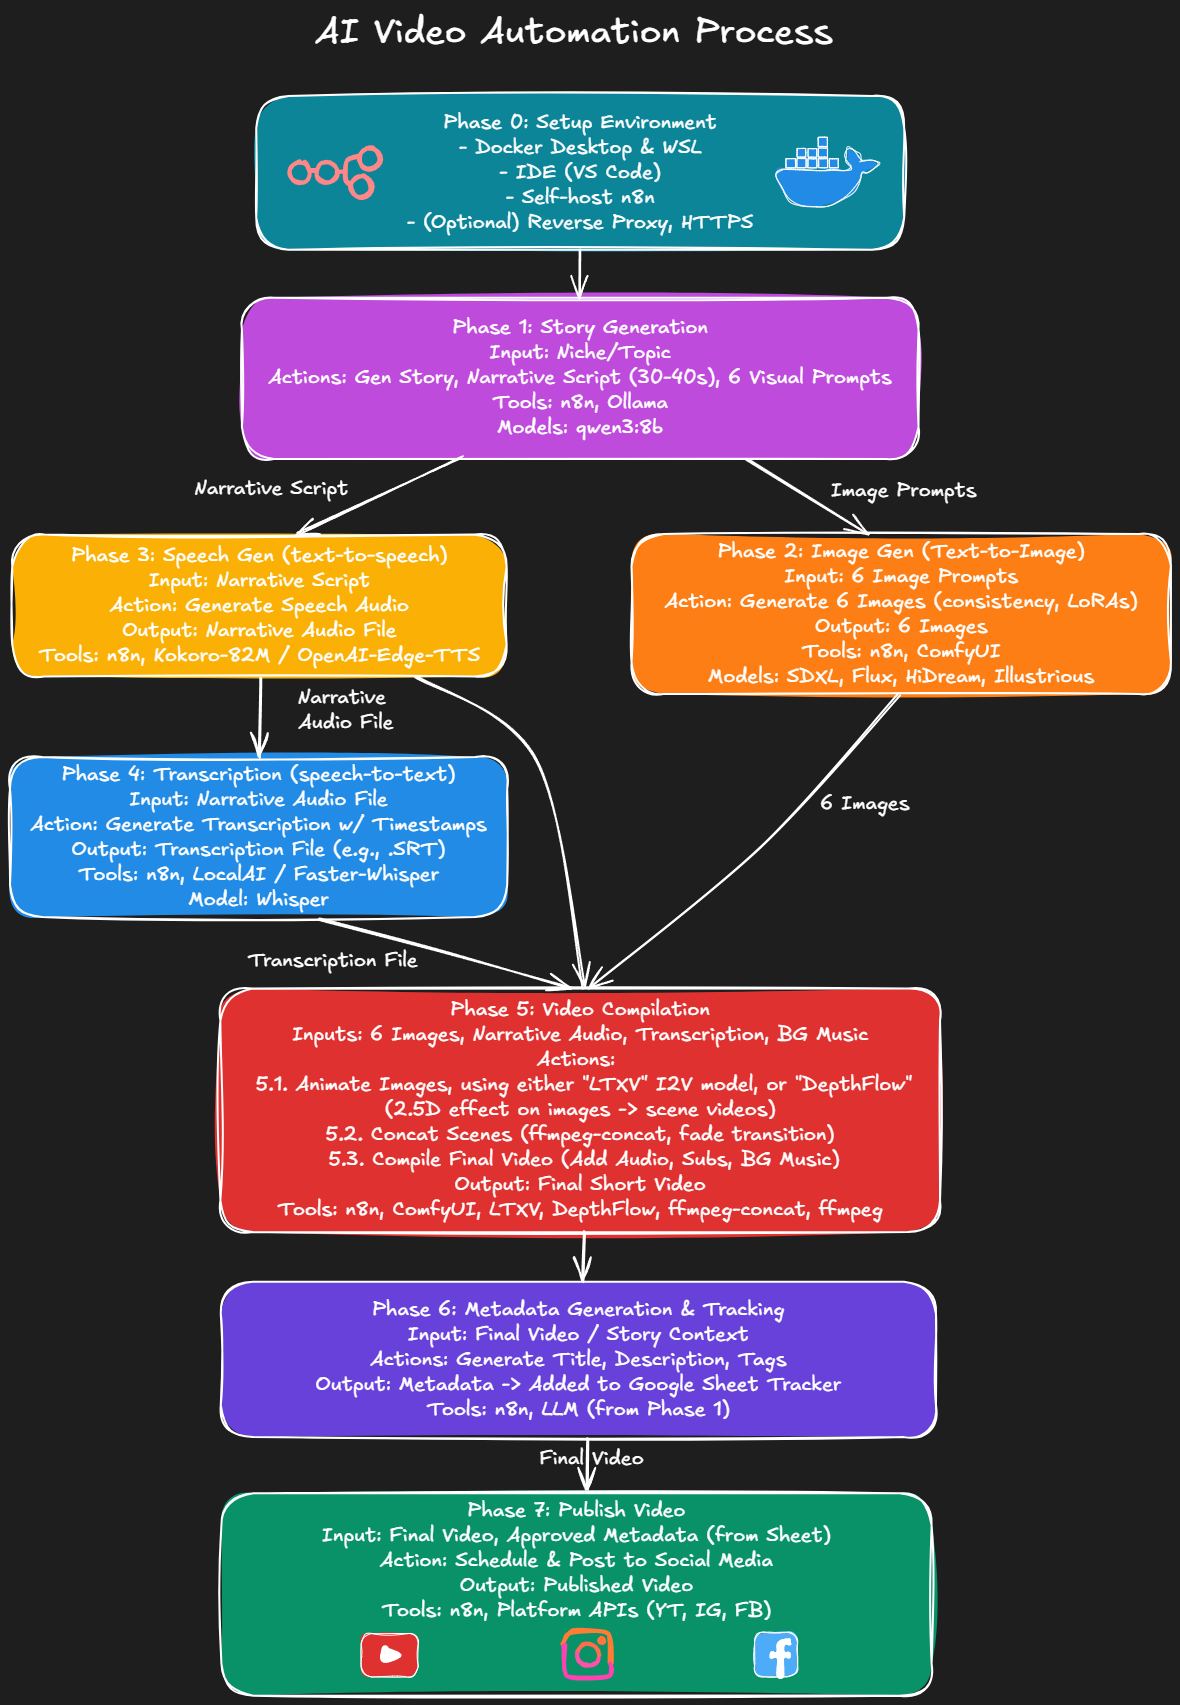 AI Video Automation Process
Phase 0: Setup Environment
- Docker Desktop & WSL
- IDE (VS Code)
- Self-host n8n
- (Optional) Reverse Proxy, HTTPS
Phase 1: Story Generation
Input: Niche/Topic
Actions: Gen Story, Narrative Script (30-40s), 6 Visual Prompts
Tools: n8n, Ollama
Models: qwen3:8b
Narrative Script
Image Prompts
Phase 3: Speech Gen (text-to-speech)
Input: Narrative Script
Action: Generate Speech Audio
Output: Narrative Audio File
Tools: n8n, Kokoro-82M / OpenAI-Edge-TTS
Phase 2: Image Gen (Text-to-Image)
Input: 6 Image Prompts
Action: Generate 6 Images (consistency, LoRAs)
Output: 6 Images
Tools: n8n, ComfyUI
Models: SDXL, Flux, HiDream, Illustrious
Narrative
Audio File
Phase 4: Transcription (speech-to-text)
Input: Narrative Audio File
Action: Generate Transcription w/ Timestamps
Output: Transcription File (e.g., .SRT)
Tools: n8n, LocalAI / Faster-Whisper
Model: Whisper
6 Images
Transcription File
Phase 5: Video Compilation
Inputs: 6 Images, Narrative Audio, Transcription, BG Music
Actions:
5.1. Animate Images, using either "LTXV" I2V model, or "DepthFlow"
(2.5D effect on images -> scene videos)
5.2. Concat Scenes (ffmpeg-concat, fade transition)
5.3. Compile Final Video (Add Audio, Subs, BG Music)
Output: Final Short Video
Tools: n8n, ComfyUI, LTXV, DepthFlow, ffmpeg-concat, ffmpeg
Phase 6: Metadata Generation & Tracking
Input: Final Video / Story Context
Actions: Generate Title, Description, Tags
Output: Metadata -> Added to Google Sheet Tracker
Tools: n8n, LLM (from Phase 1)
Final Video
Phase 7: Publish Video
Input: Final Video, Approved Metadata (from Sheet)
Action: Schedule & Post to Social Media
Output: Published Video
Tools: n8n, Platform APIs (YT, IG, FB)